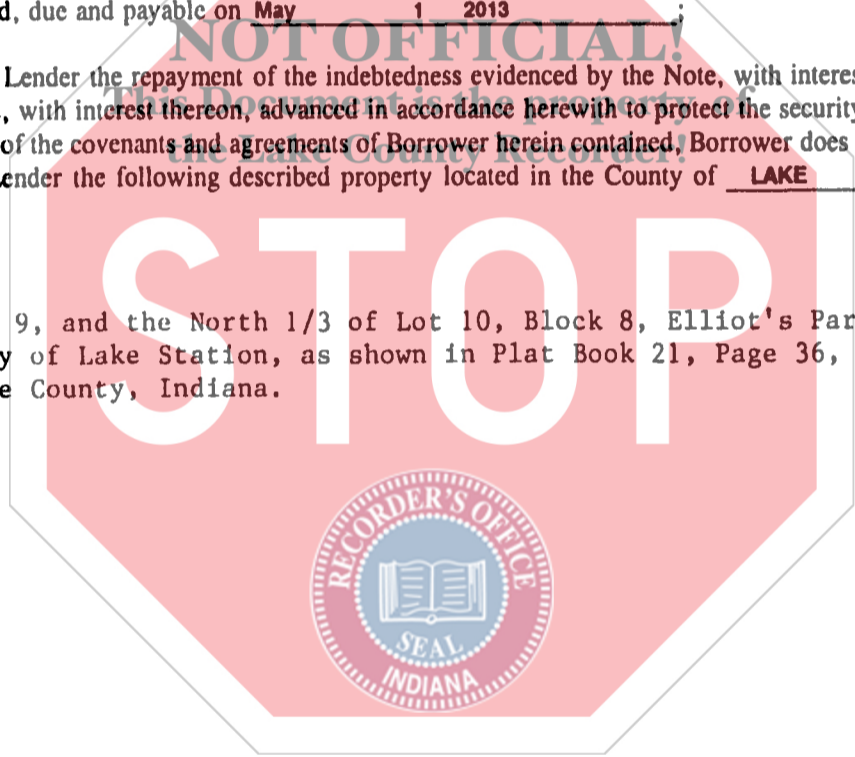 d, due and payable on May 1 2013 ;
NOT OFFICIAL!
Lender the repayment of the indebtedness evidenced by the Note, with interes
This Document is the property of
, with interest thereon, advanced in accordance herewith to protect the security
of the covenants and agreements of Borrower herein contained, Borrower does
the Lake County Recorder!
ender the following described property located in the County of LAKE
STOP
9, and the North 1/3 of Lot 10, Block 8, Elliot's Par
y of Lake Station, as shown in Plat Book 21, Page 36,
e County, Indiana.
RECORDER'S OFFICE
SEAL
INDIANA